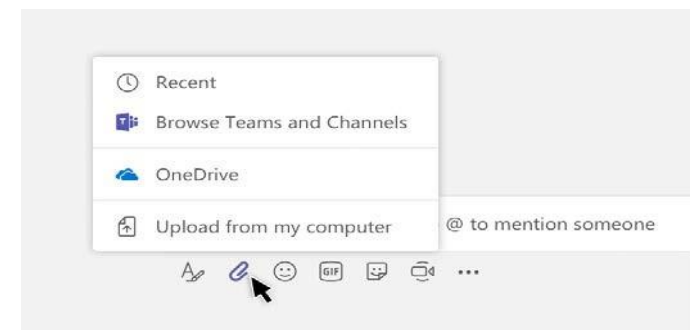 Recent
Browse Teams and Channels
OneDrive
Upload from my computer
@ to mention someone
GIF